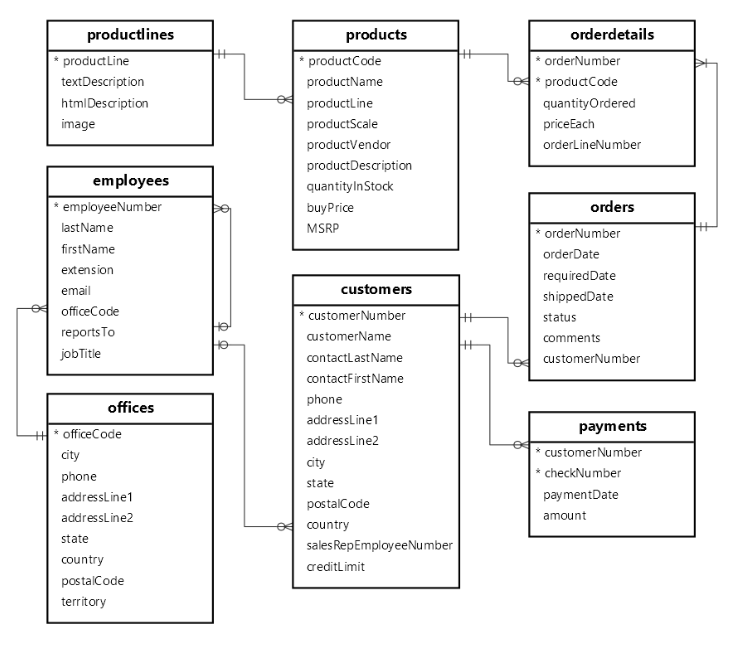 productlines
* productLine
textDescription
htmlDescription
image
products
* productCode
productName
productLine
productScale
productVendor
productDescription
quantityInStock
buyPrice
MSRP
orderdetails
* orderNumber
* productCode
quantityOrdered
priceEach
orderLineNumber
employees
* employeeNumber
lastName
firstName
extension
email
officeCode
reportsTo
jobTitle
customers
* customerNumber
customerName
contactLastName
contactFirstName
phone
addressLine1
addressLine2
city
state
postalCode
country
salesRepEmployeeNumber
creditLimit
orders
* orderNumber
orderDate
requiredDate
shippedDate
status
comments
customerNumber
offices
* officeCode
city
phone
addressLine1
addressLine2
state
country
postalCode
territory
payments
* customerNumber
* checkNumber
paymentDate
amount